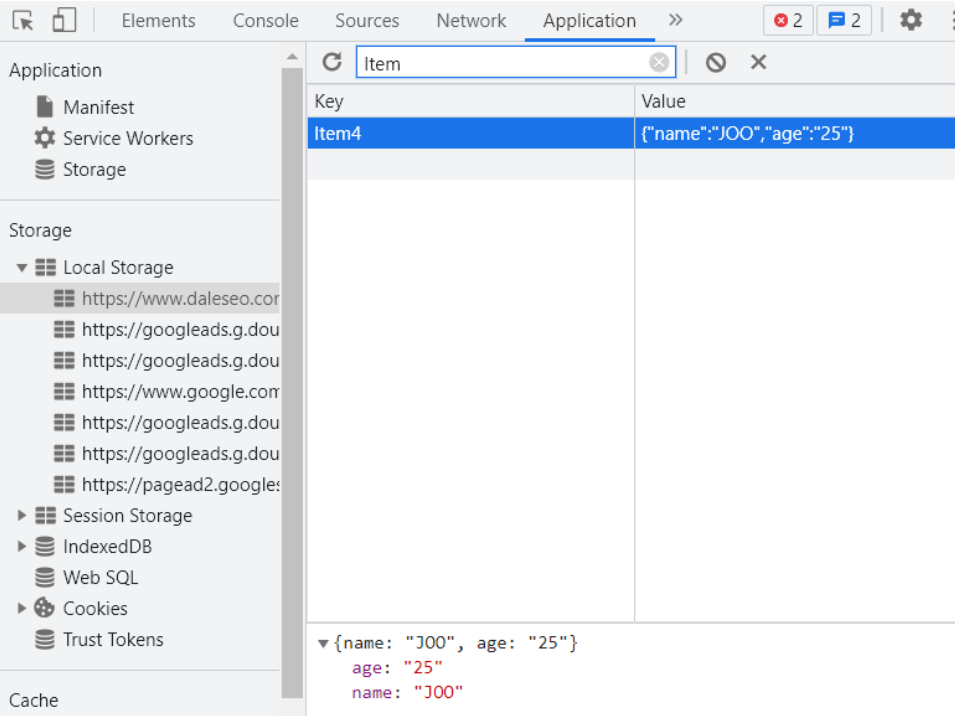 Elements Console Sources Network Application » 2 2
Application
Manifest
Service Workers
Storage
Storage
Local Storage
https://www.daleseo.cor
https://googleads.g.dou
https://googleads.g.dou
https://www.google.com
https://googleads.g.dou
https://googleads.g.dou
https://pagead2.googles
Session Storage
IndexedDB
Web SQL
Cookies
Trust Tokens
Cache
Item
Key Value
Item4 {"name":"JOO","age":"25"}
{name: "JOO", age: "25"}
age: "25"
name: "JOO"